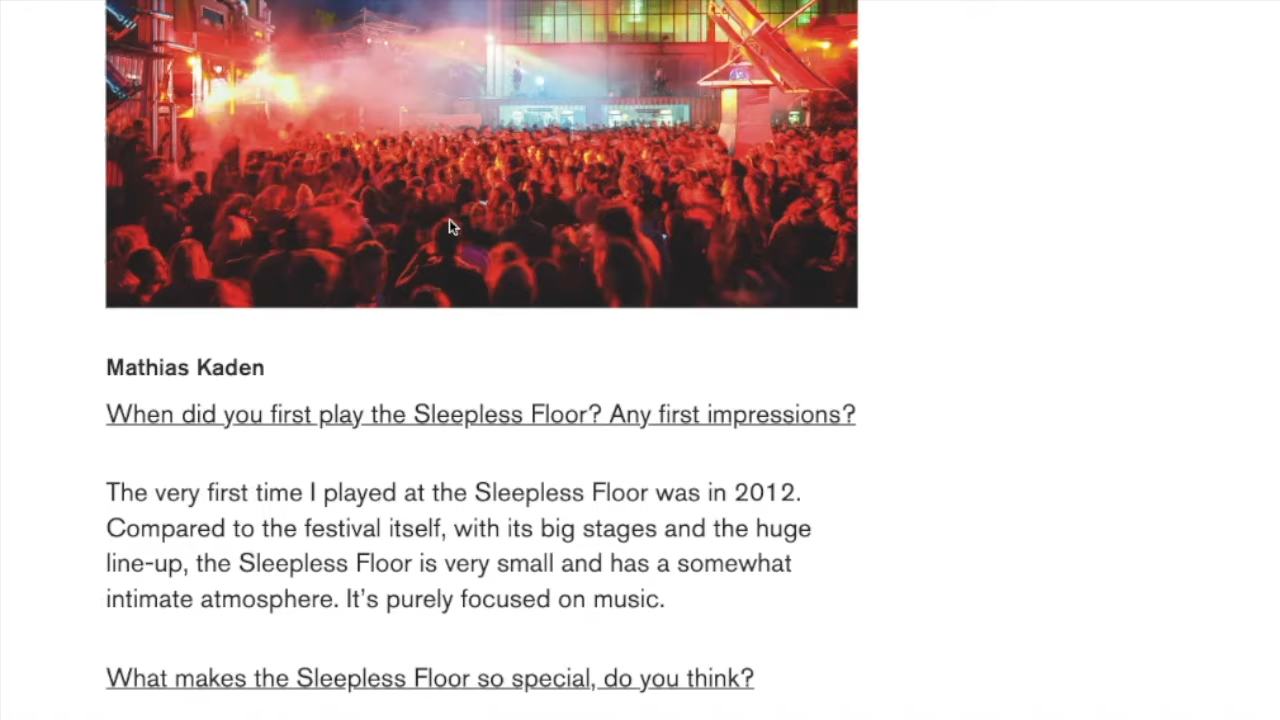 Mathias Kaden
When did you first play the Sleepless Floor? Any first impressions?
The very first time I played at the Sleepless Floor was in 2012.
Compared to the festival itself, with its big stages and the huge
line-up, the Sleepless Floor is very small and has a somewhat
intimate atmosphere. It’s purely focused on music.
What makes the Sleepless Floor so special, do you think?